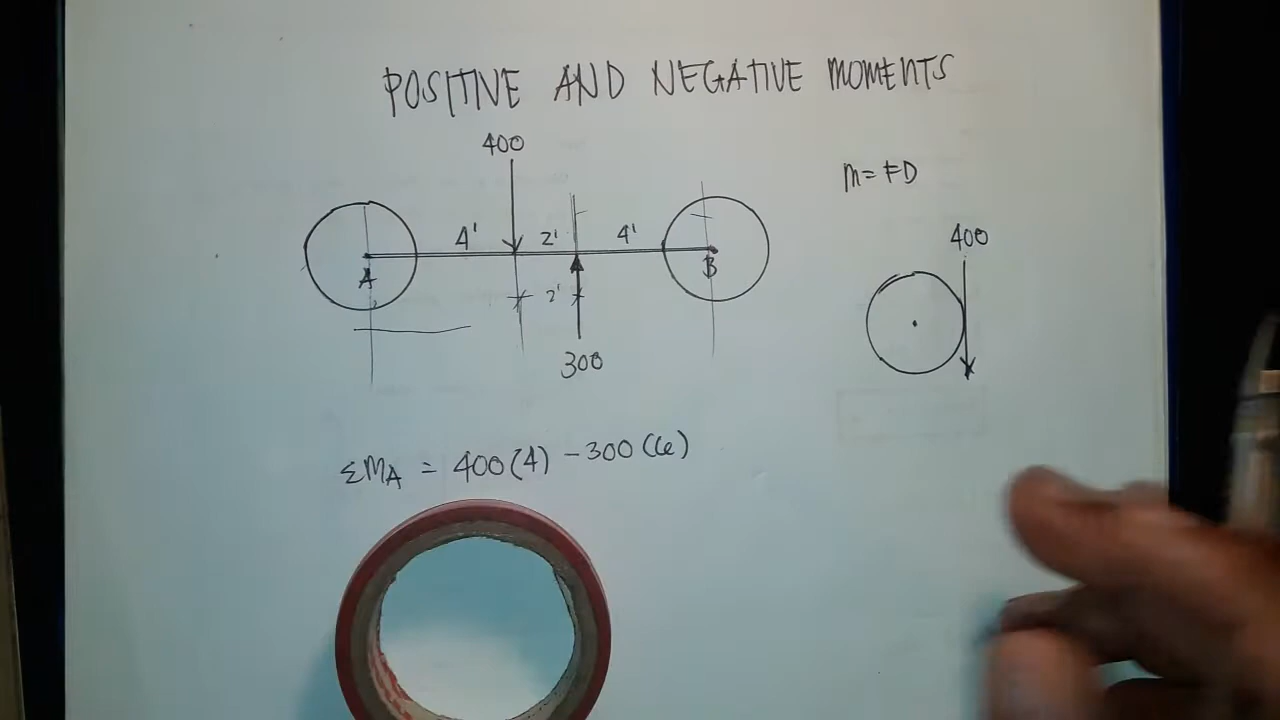 POSITIVE AND NEGATIVE MOMENTS
400
M = FD
4' 2' 4'
400
A
B
2'
300
ΣMA = 400(4) - 300(6)